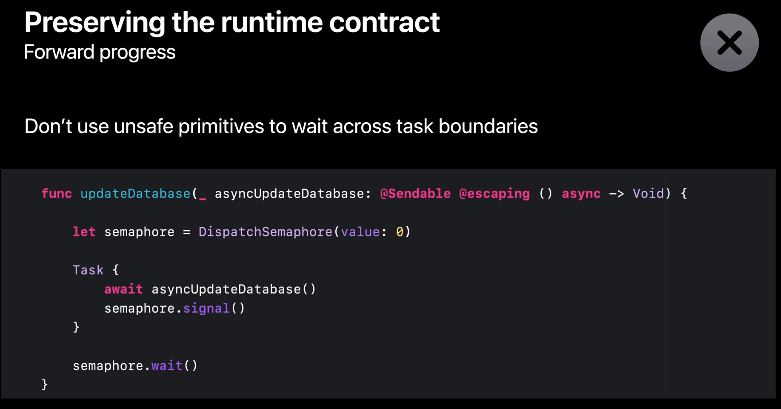 Preserving the runtime contract
Forward progress
Don’t use unsafe primitives to wait across task boundaries
func updateDatabase(_ asyncUpdateDatabase: @Sendable @escaping () async -> Void) {
let semaphore = DispatchSemaphore(value: 0)
Task {
await asyncUpdateDatabase()
semaphore.signal()
}
semaphore.wait()
}